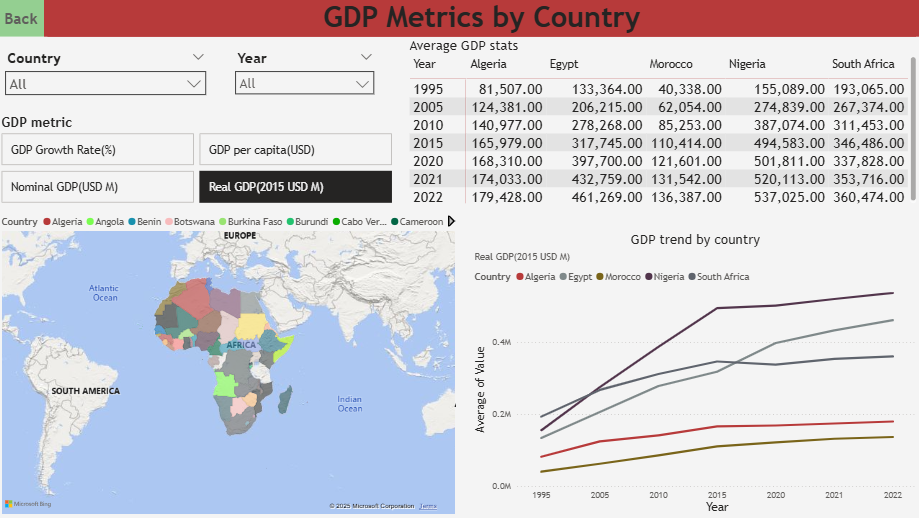 Back
GDP Metrics by Country
Country
All
Year
All
GDP metric
GDP Growth Rate(%)
GDP per capita(USD)
Nominal GDP(USD M)
Real GDP(2015 USD M)
Average GDP stats
Year Algeria Egypt Morocco Nigeria South Africa
1995 81,507.00 133,364.00 40,338.00 155,089.00 193,065.00
2005 124,381.00 206,215.00 62,054.00 274,839.00 267,374.00
2010 140,977.00 278,268.00 85,253.00 387,074.00 311,453.00
2015 165,979.00 317,745.00 110,414.00 494,583.00 346,486.00
2020 168,310.00 397,700.00 121,601.00 501,811.00 337,828.00
2021 174,033.00 432,759.00 131,542.00 520,113.00 353,716.00
2022 179,428.00 461,269.00 136,387.00 537,025.00 360,474.00
Country Algeria Angola Benin Botswana Burkina Faso Burundi Cabo Ver... Cameroon
EUROPE
Atlantic
Ocean
AFRICA
SOUTH AMERICA
Indian
Ocean
Microsoft Bing
© 2025 Microsoft Corporation Terms
GDP trend by country
Real GDP(2015 USD M)
Country Algeria Egypt Morocco Nigeria South Africa
Average of Value
0.4M
0.2M
0.0M
1995 2005 2010 2015 2020 2021 2022
Year